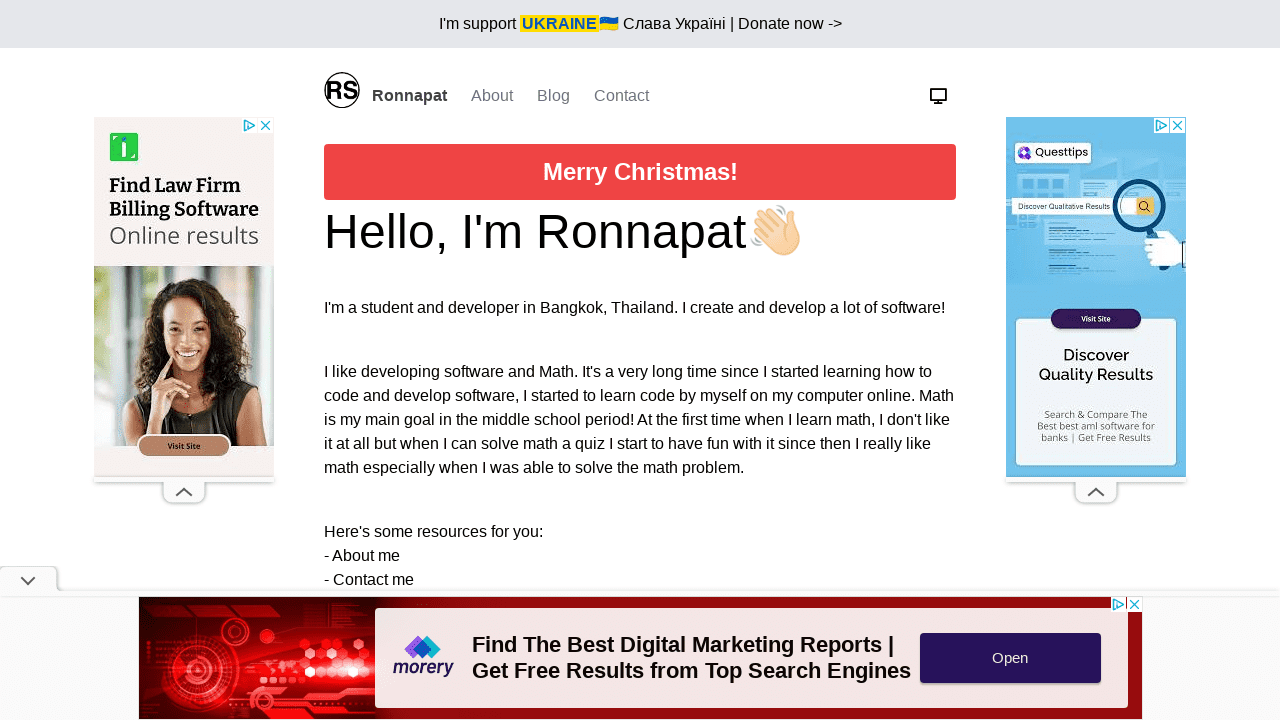 I'm support UKRAINE🇺🇦 Слава Україні | Donate now ->
RS
Ronnapat About Blog Contact
Merry Christmas!
Hello, I'm Ronnapat👋🏼
I'm a student and developer in Bangkok, Thailand. I create and develop a lot of software!
I like developing software and Math. It's a very long time since I started learning how to
code and develop software, I started to learn code by myself on my computer online. Math
is my main goal in the middle school period! At the first time when I learn math, I don't like
it at all but when I can solve math a quiz I start to have fun with it since then I really like
math especially when I was able to solve the math problem.
Here's some resources for you:
- About me
- Contact me
Find Law Firm
Billing Software
Online results
Visit Site
Questtips
Discover Qualitative Results
Visit Site
Discover
Quality Results
Search & Compare The
Best best aml software for
banks | Get Free Results
morery
Find The Best Digital Marketing Reports |
Get Free Results from Top Search Engines
Open